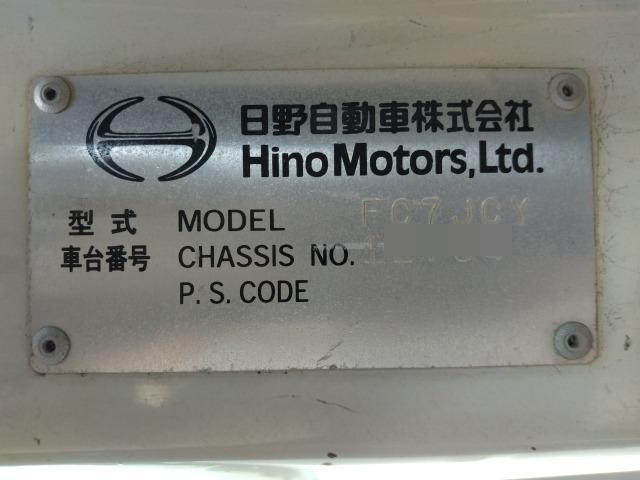 日野自動車株式会社
Hino Motors, Ltd.
型式 MODEL FC7JCY
車台番号 CHASSIS NO.
P.S.CODE